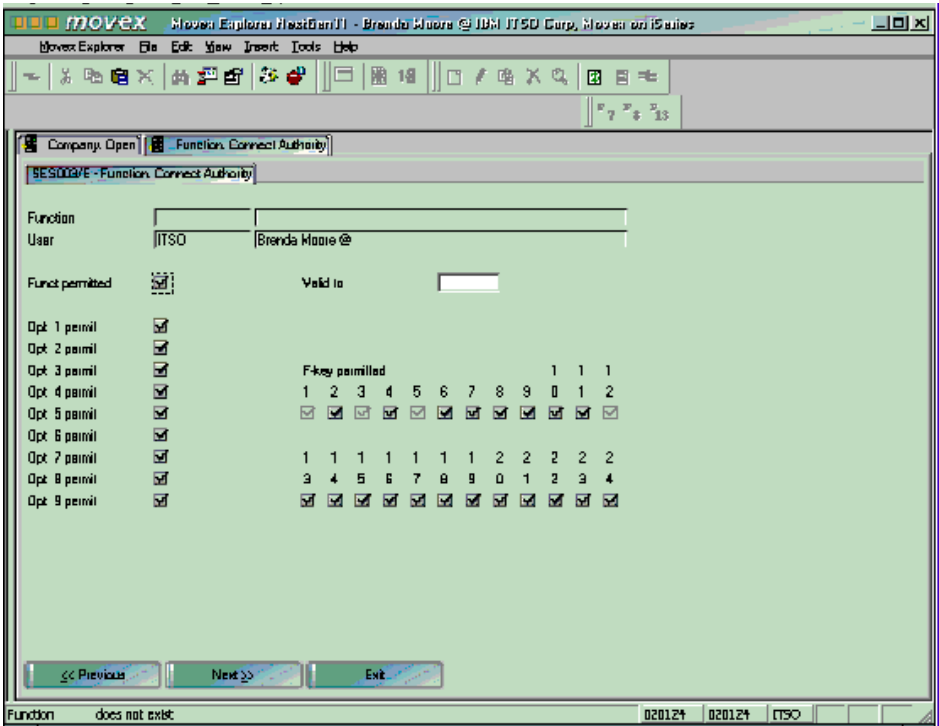 movex Movex Explorer NextGen11 - Brenda Moore @ IBM ITSO Corp, Movex on iSeries
Movex Explorer File Edit View Insert Tools Help
F7 F8 F13
Company. Open Function. Connect Authority
SES003/E - Function. Connect Authority
Function
User ITSO Brenda Moore @
Funct permitted Valid to
Opt 1 permit
Opt 2 permit
Opt 3 permit F-key permitted 1 1 1
Opt 4 permit 1 2 3 4 5 6 7 8 9 0 1 2
Opt 5 permit
Opt 6 permit
Opt 7 permit 1 1 1 1 1 1 1 2 2 2 2 2
Opt 8 permit 3 4 5 6 7 8 9 0 1 2 3 4
Opt 9 permit
<< Previous Next >> Exit
Function does not exist 020124 020124 ITSO